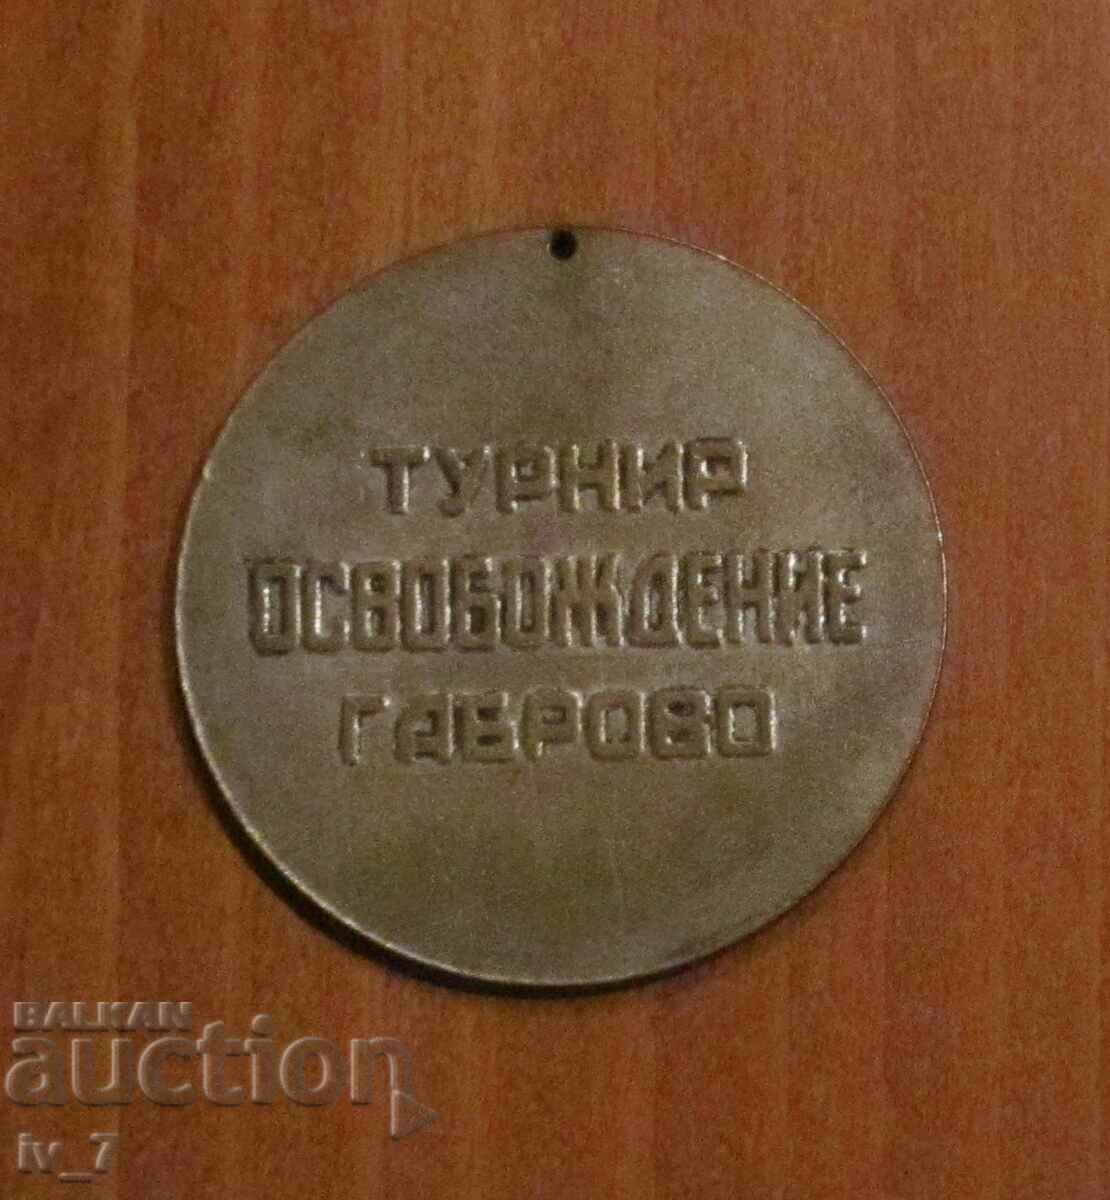 ТУРНИР
ОСВОБОЖДЕНИЕ
ГАБРОВО
BALKAN
auction
iv_7